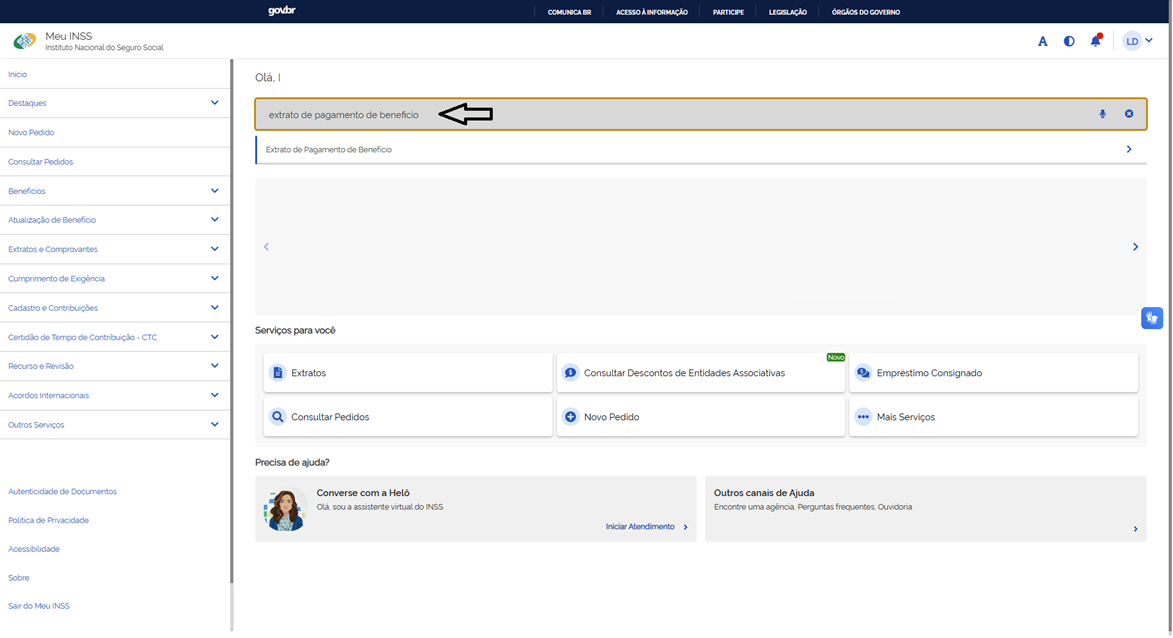 govbr
COMUNICA BR
ACESSO À INFORMAÇÃO
PARTICIPE
LEGISLAÇÃO
ÓRGÃOS DO GOVERNO
Meu INSS
Instituto Nacional do Seguro Social
A
LD
Início
Destaques
Novo Pedido
Consultar Pedidos
Benefícios
Atualização de Benefício
Extratos e Comprovantes
Cumprimento de Exigência
Cadastro e Contribuições
Certidão de Tempo de Contribuição - CTC
Recurso e Revisão
Acordos Internacionais
Outros Serviços
Autenticidade de Documentos
Política de Privacidade
Acessibilidade
Sobre
Sair do Meu INSS
Olá, I
extrato de pagamento de benefício
Extrato de Pagamento de Benefício
Serviços para você
Extratos
Consultar Descontos de Entidades Associativas
Novo
Empréstimo Consignado
Consultar Pedidos
Novo Pedido
Mais Serviços
Precisa de ajuda?
Converse com a Helô
Olá, sou a assistente virtual do INSS
Iniciar Atendimento
Outros canais de Ajuda
Encontre uma agência, Perguntas frequentes, Ouvidoria